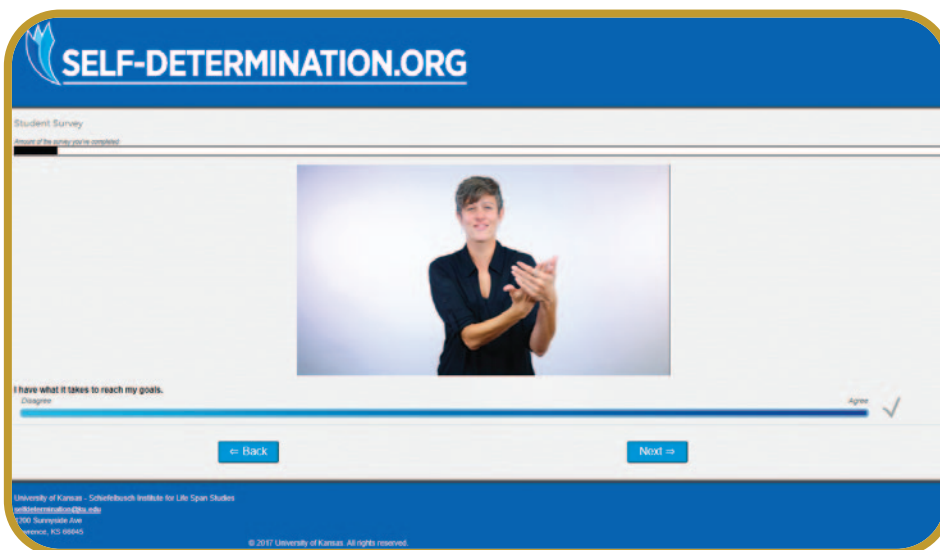 SELF-DETERMINATION.ORG
Student Survey
Amount of the survey you've completed
I have what it takes to reach my goals.
Disagree Agree
⇐ Back Next ⇒
University of Kansas - Schiefelbusch Institute for Life Span Studies
selfdetermination@ku.edu
1200 Sunnyside Ave
Lawrence, KS 66045
© 2017 University of Kansas. All rights reserved.